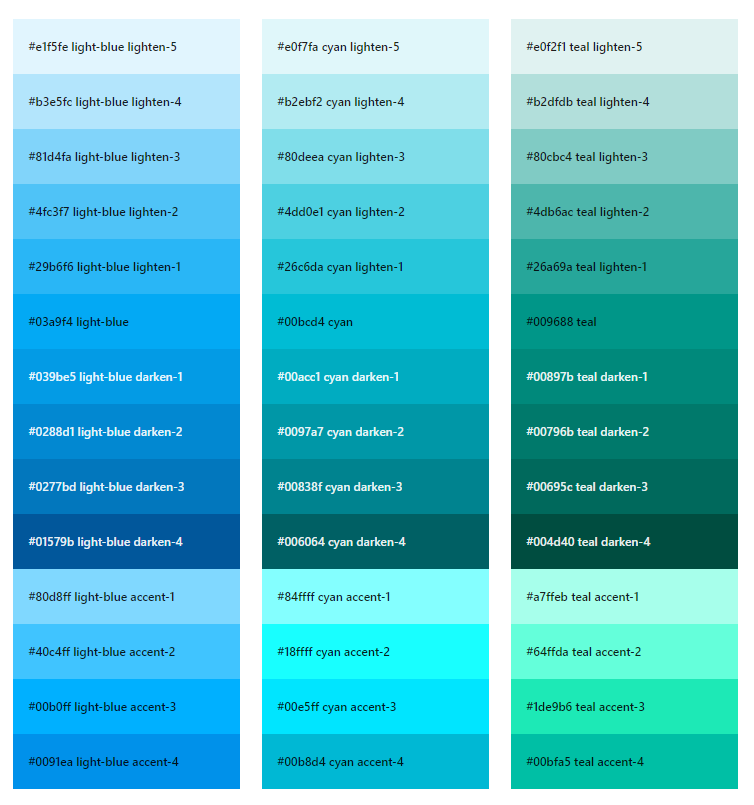 #e1f5fe light-blue lighten-5
#b3e5fc light-blue lighten-4
#81d4fa light-blue lighten-3
#4fc3f7 light-blue lighten-2
#29b6f6 light-blue lighten-1
#03a9f4 light-blue
#039be5 light-blue darken-1
#0288d1 light-blue darken-2
#0277bd light-blue darken-3
#01579b light-blue darken-4
#80d8ff light-blue accent-1
#40c4ff light-blue accent-2
#00b0ff light-blue accent-3
#0091ea light-blue accent-4
#e0f7fa cyan lighten-5
#b2ebf2 cyan lighten-4
#80deea cyan lighten-3
#4dd0e1 cyan lighten-2
#26c6da cyan lighten-1
#00bcd4 cyan
#00acc1 cyan darken-1
#0097a7 cyan darken-2
#00838f cyan darken-3
#006064 cyan darken-4
#84ffff cyan accent-1
#18ffff cyan accent-2
#00e5ff cyan accent-3
#00b8d4 cyan accent-4
#e0f2f1 teal lighten-5
#b2dfdb teal lighten-4
#80cbc4 teal lighten-3
#4db6ac teal lighten-2
#26a69a teal lighten-1
#009688 teal
#00897b teal darken-1
#00796b teal darken-2
#00695c teal darken-3
#004d40 teal darken-4
#a7ffeb teal accent-1
#64ffda teal accent-2
#1de9b6 teal accent-3
#00bfa5 teal accent-4